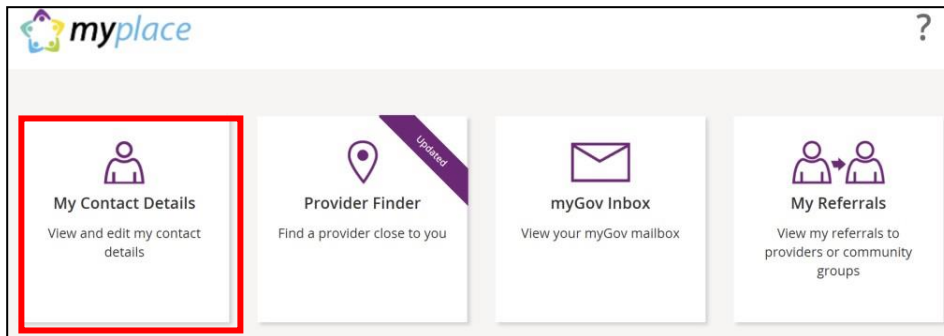 myplace
?
My Contact Details
View and edit my contact
details
Updated
Provider Finder
Find a provider close to you
myGov Inbox
View your myGov mailbox
My Referrals
View my referrals to
providers or community
groups